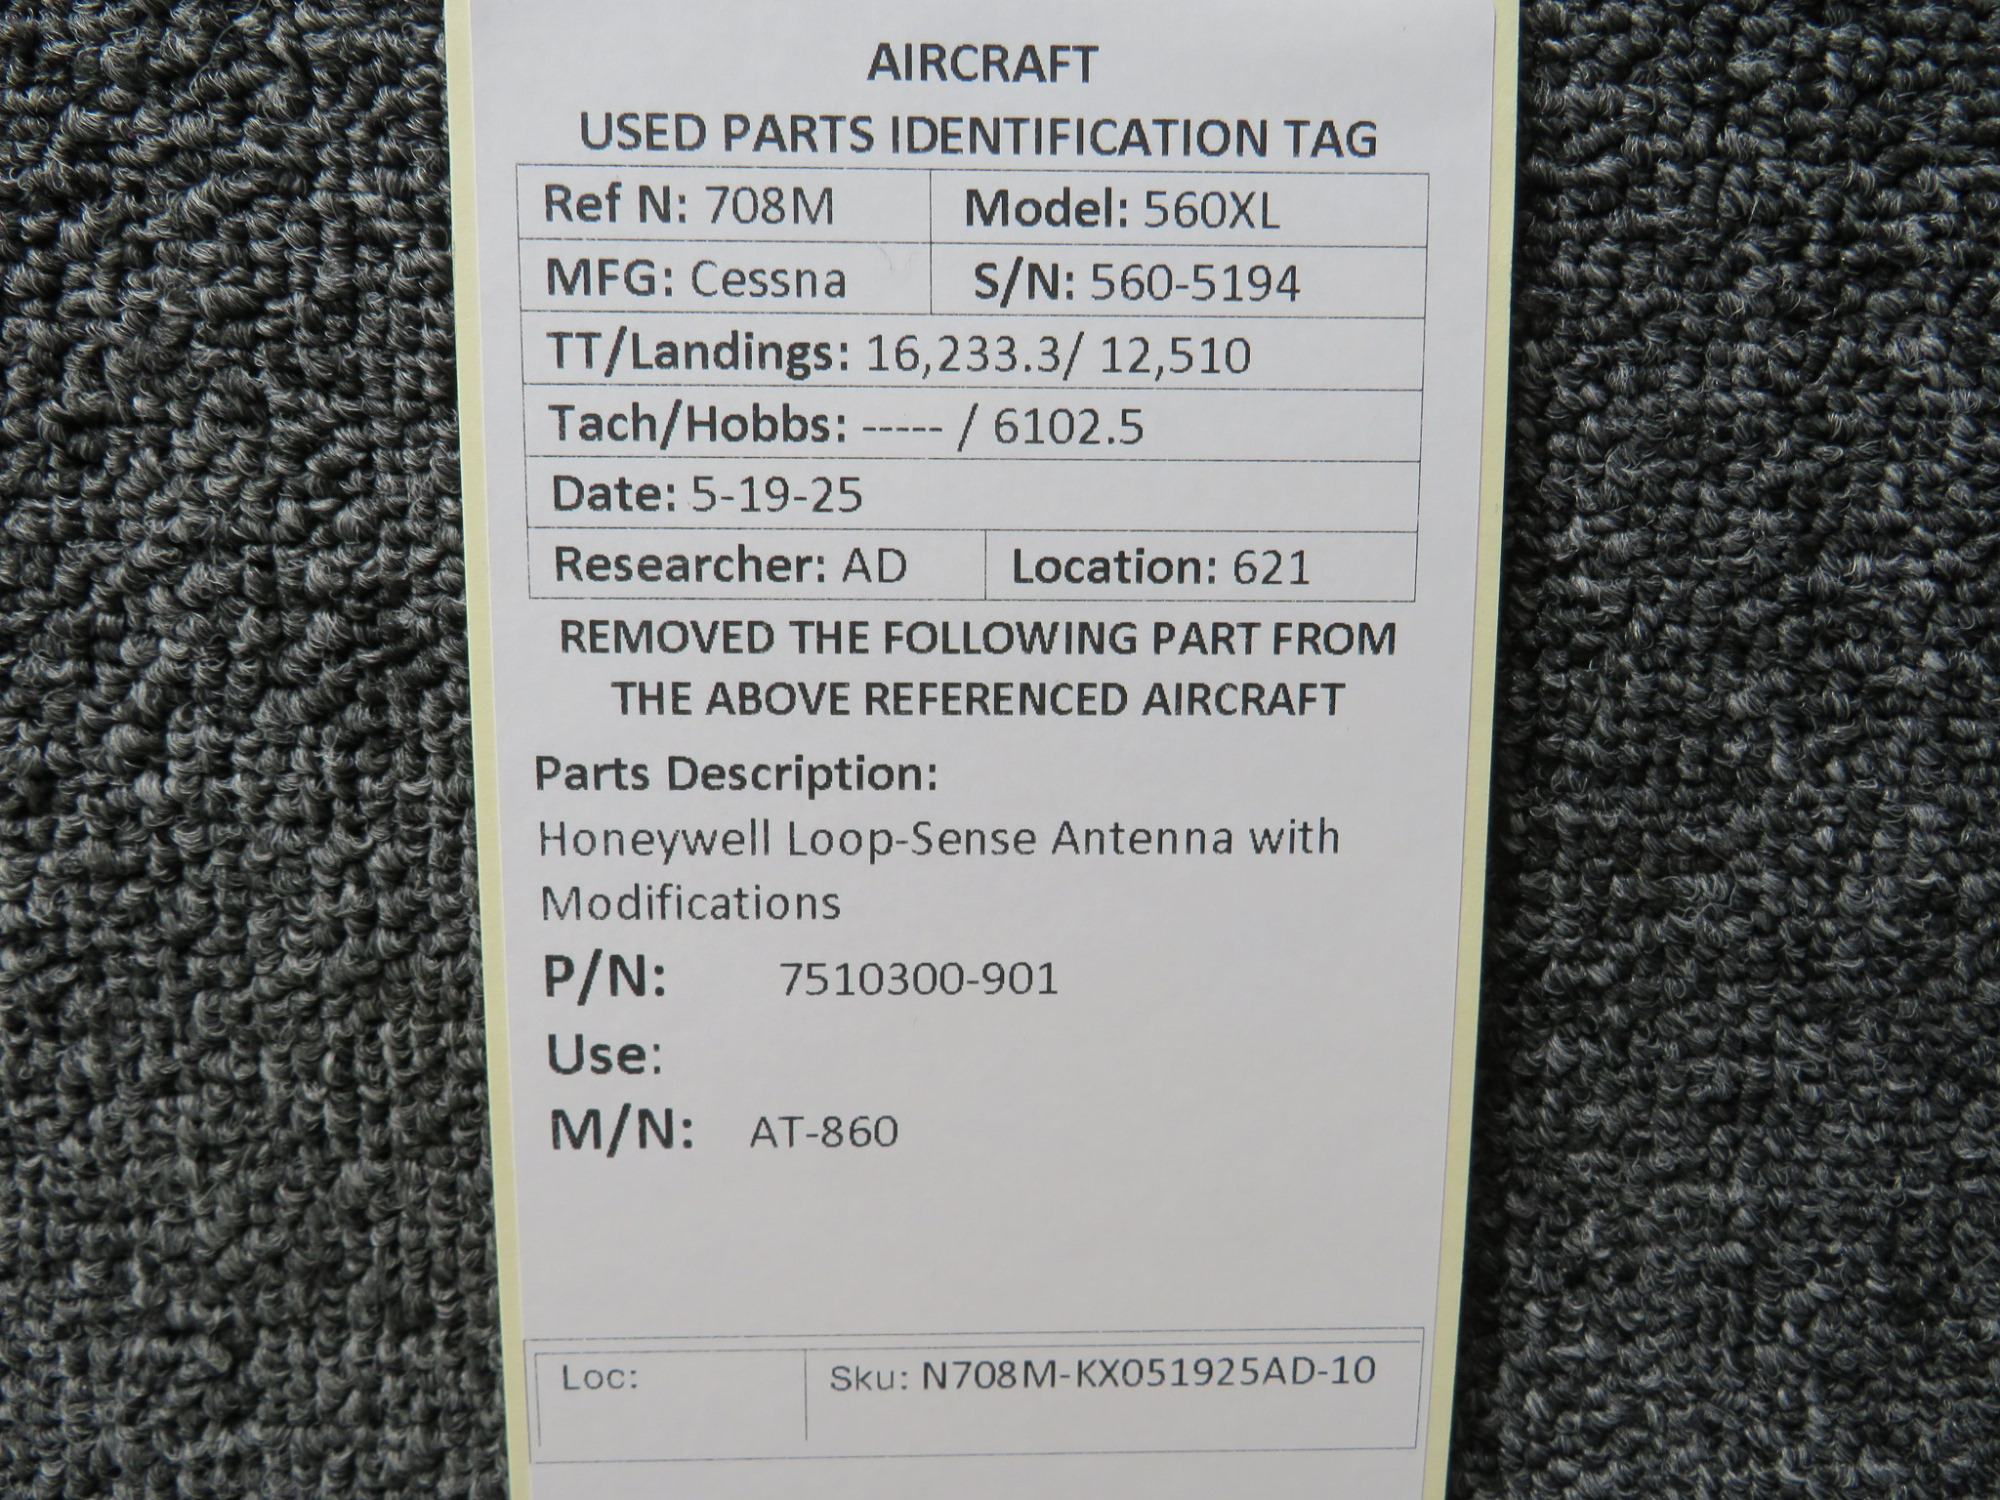 AIRCRAFT
USED PARTS IDENTIFICATION TAG
Ref N: 708M Model: 560XL
MFG: Cessna S/N: 560-5194
TT/Landings: 16,233.3/ 12,510
Tach/Hobbs: ----- / 6102.5
Date: 5-19-25
Researcher: AD Location: 621
REMOVED THE FOLLOWING PART FROM
THE ABOVE REFERENCED AIRCRAFT
Parts Description:
Honeywell Loop-Sense Antenna with
Modifications
P/N: 7510300-901
Use:
M/N: AT-860
Loc: Sku: N708M-KX051925AD-10